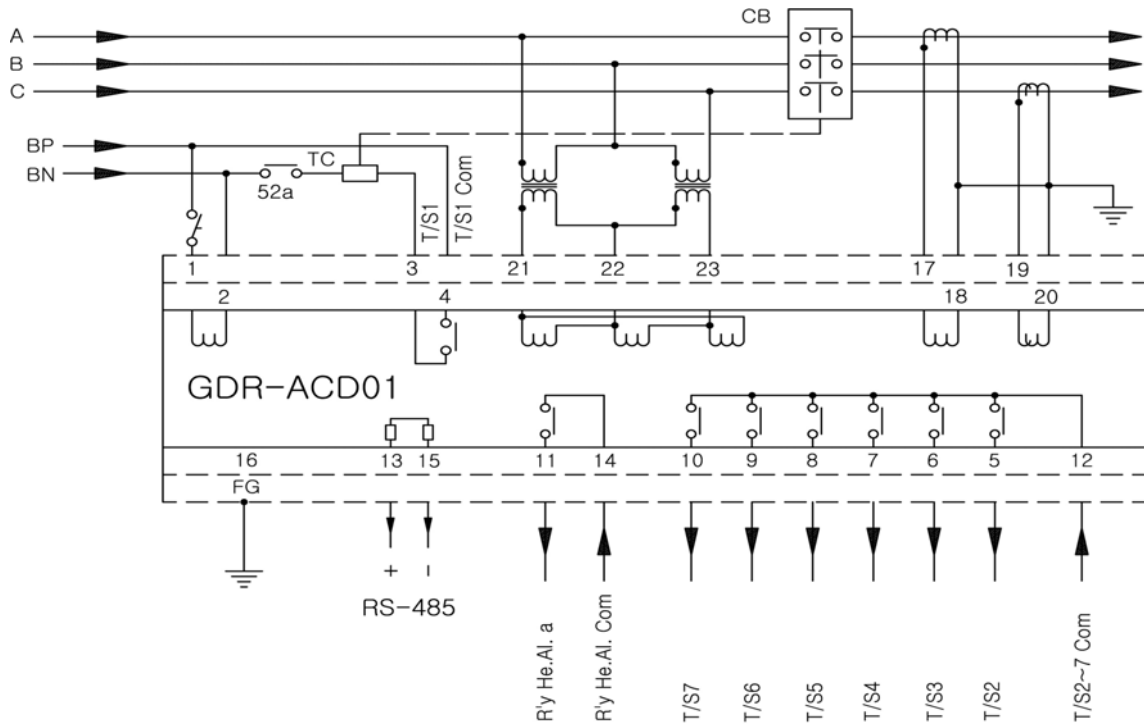 CB
A
B
C
BP
BN
TC
52a
T/S1
T/S1 Com
1 3 21 22 23 17 19
2 4 18 20
GDR-ACD01
16 13 15 11 14 10 9 8 7 6 5 12
FG
+ −
RS-485
R'y He.Al. a
R'y He.Al. Com
T/S7
T/S6
T/S5
T/S4
T/S3
T/S2
T/S2~7 Com